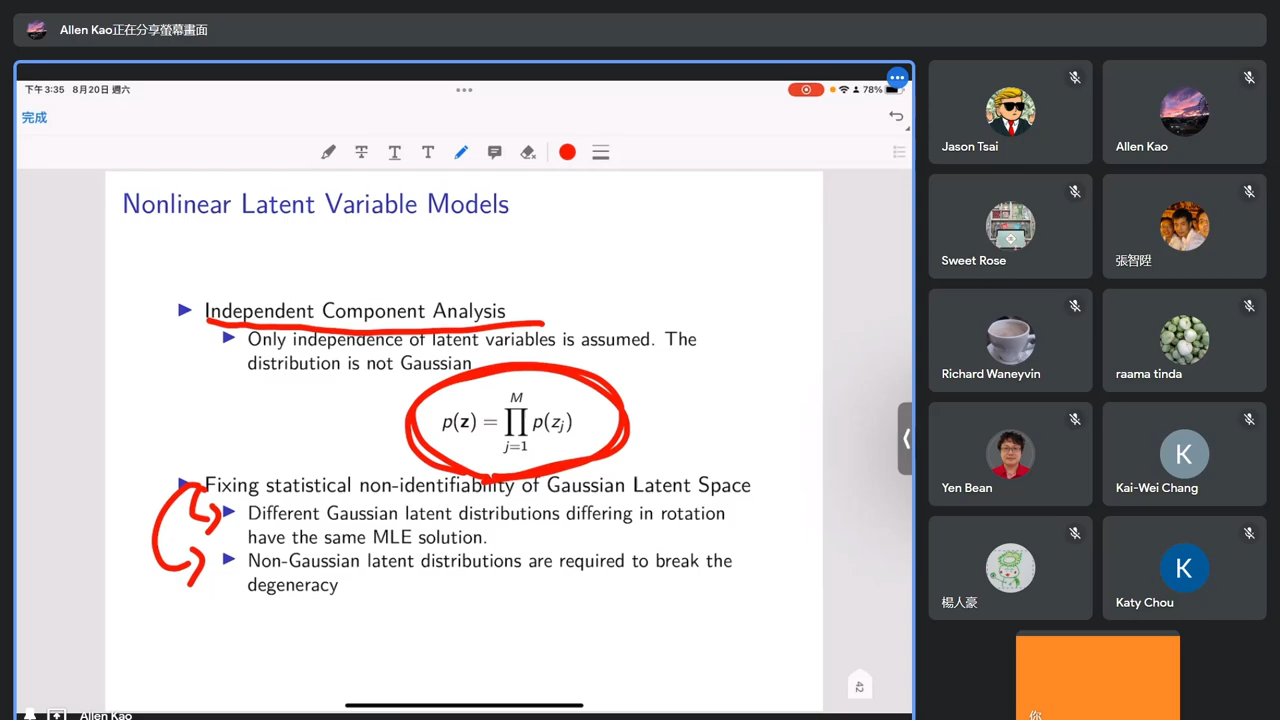 Allen Kao正在分享螢幕畫面
下午3:35 8月20日 週六
78%
完成
Nonlinear Latent Variable Models
Independent Component Analysis
Only independence of latent variables is assumed. The
distribution is not Gaussian
p(z) = ∏_{j=1}^{M} p(z_j)
Fixing statistical non-identifiability of Gaussian Latent Space
Different Gaussian latent distributions differing in rotation
have the same MLE solution.
Non-Gaussian latent distributions are required to break the
degeneracy
42
Allen Kao
Jason Tsai
Allen Kao
Sweet Rose
張智陞
Richard Waneyvin
raama tinda
Yen Bean
K
Kai-Wei Chang
楊人豪
K
Katy Chou
你